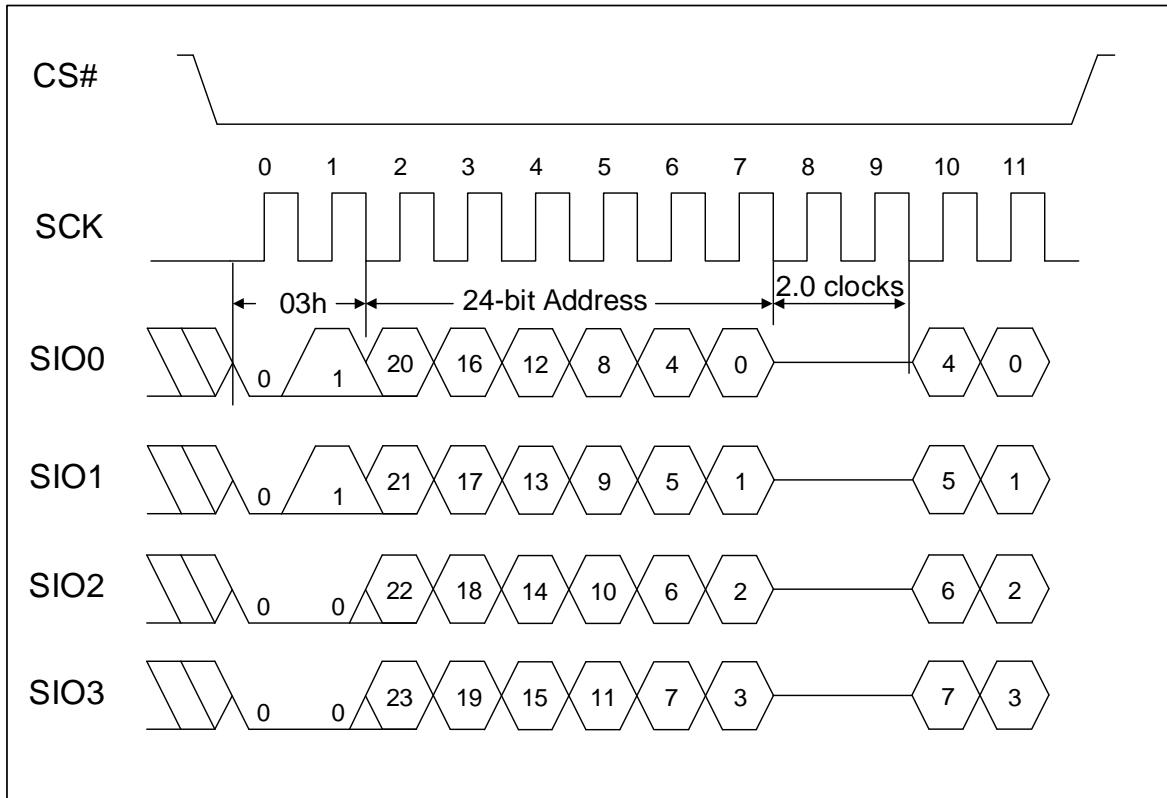 CS#
0 1 2 3 4 5 6 7 8 9 10 11
SCK
03h 24-bit Address 2.0 clocks
SIO0 0 1 20 16 12 8 4 0 4 0
SIO1 0 1 21 17 13 9 5 1 5 1
SIO2 0 0 22 18 14 10 6 2 6 2
SIO3 0 0 23 19 15 11 7 3 7 3